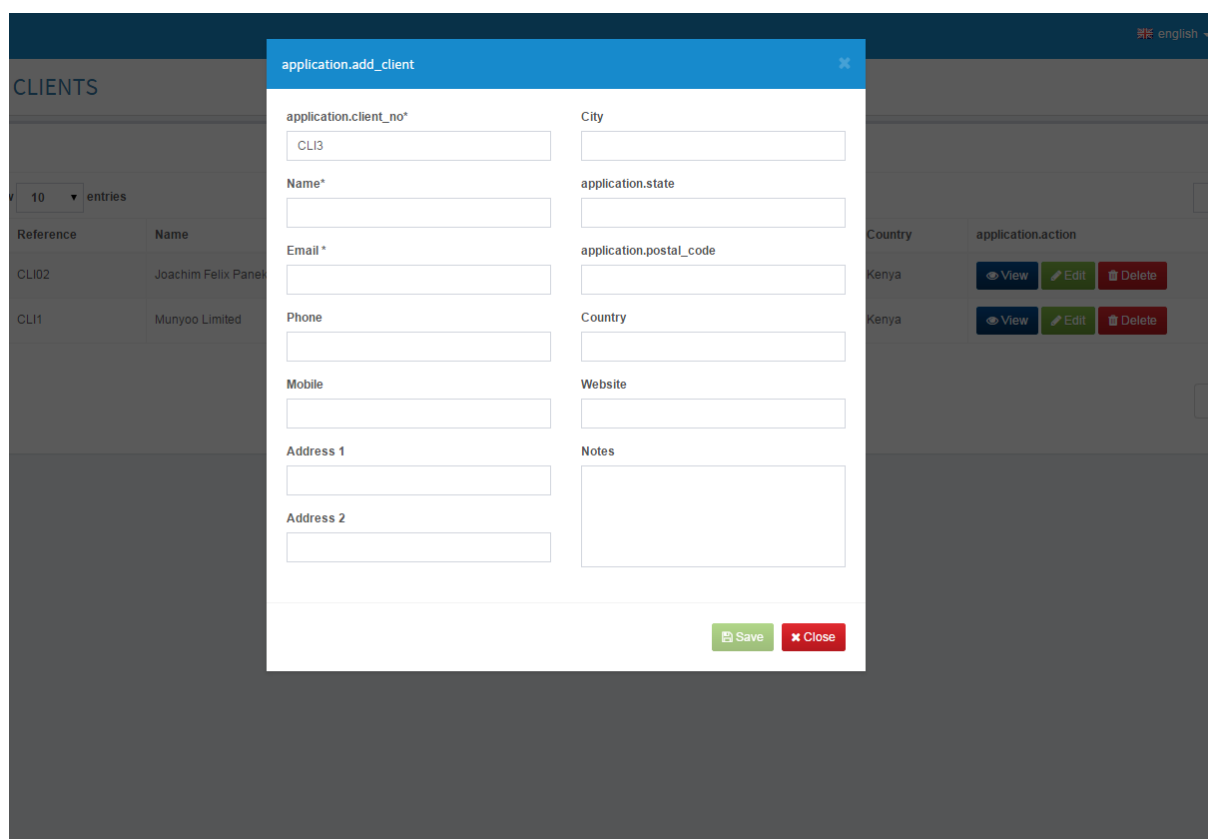 english
application.add_client
CLIENTS
application.client_no*
City
CLI3
Name*
application.state
10 entries
Reference
Name
Email *
application.postal_code
Country
application.action
CLI02
Joachim Felix Panek
Kenya
View
Edit
Delete
Phone
Country
CLI1
Munyoo Limited
Kenya
View
Edit
Delete
Mobile
Website
Address 1
Notes
Address 2
Save
Close